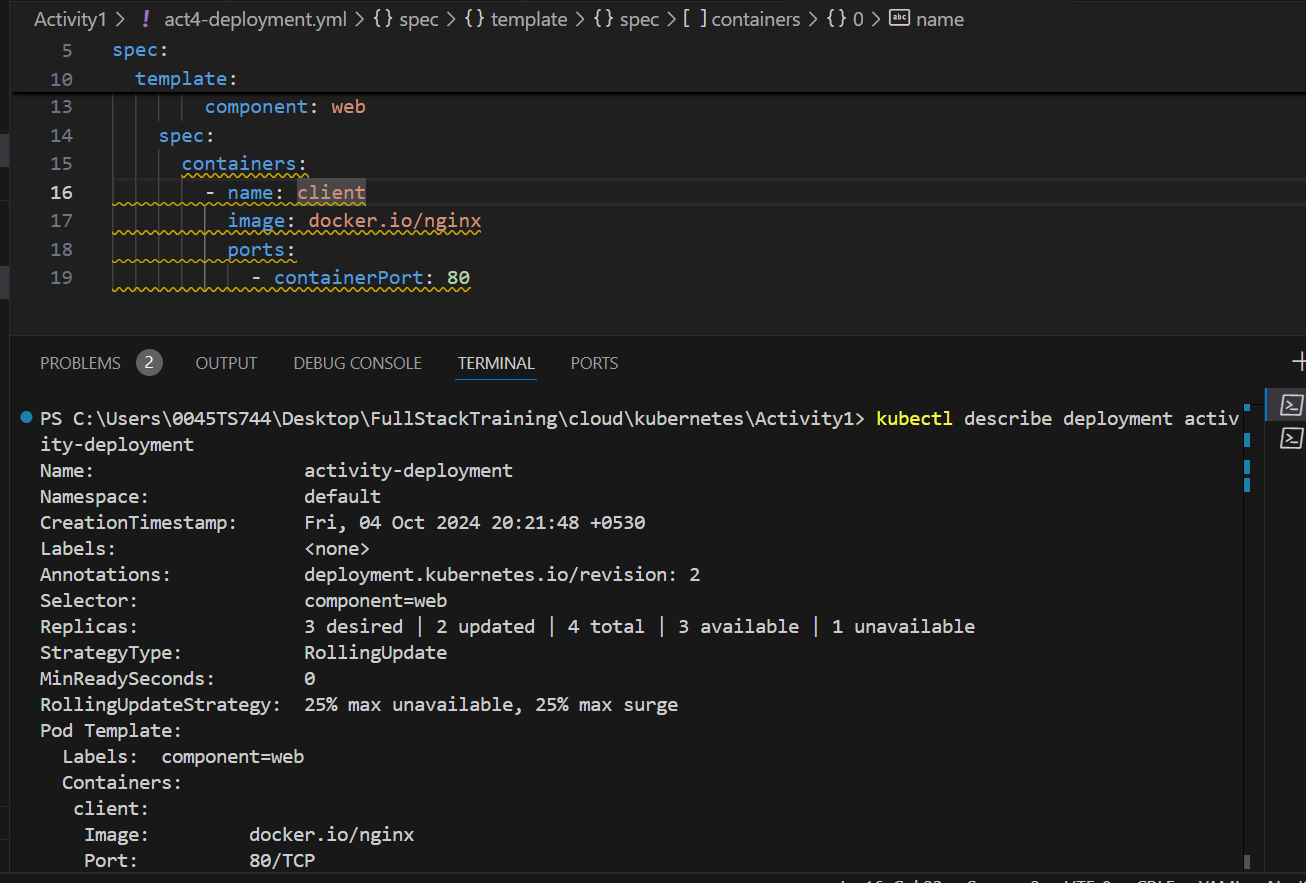 Activity1 > ! act4-deployment.yml > {} spec > {} template > {} spec > [ ] containers > {} 0 > abc name
5 spec:
10 template:
13 component: web
14 spec:
15 containers:
16 - name: client
17 image: docker.io/nginx
18 ports:
19 - containerPort: 80
PROBLEMS 2 OUTPUT DEBUG CONSOLE TERMINAL PORTS
PS C:\Users\0045TS744\Desktop\FullStackTraining\cloud\kubernetes\Activity1> kubectl describe deployment activ
ity-deployment
Name: activity-deployment
Namespace: default
CreationTimestamp: Fri, 04 Oct 2024 20:21:48 +0530
Labels: <none>
Annotations: deployment.kubernetes.io/revision: 2
Selector: component=web
Replicas: 3 desired | 2 updated | 4 total | 3 available | 1 unavailable
StrategyType: RollingUpdate
MinReadySeconds: 0
RollingUpdateStrategy: 25% max unavailable, 25% max surge
Pod Template:
Labels: component=web
Containers:
client:
Image: docker.io/nginx
Port: 80/TCP